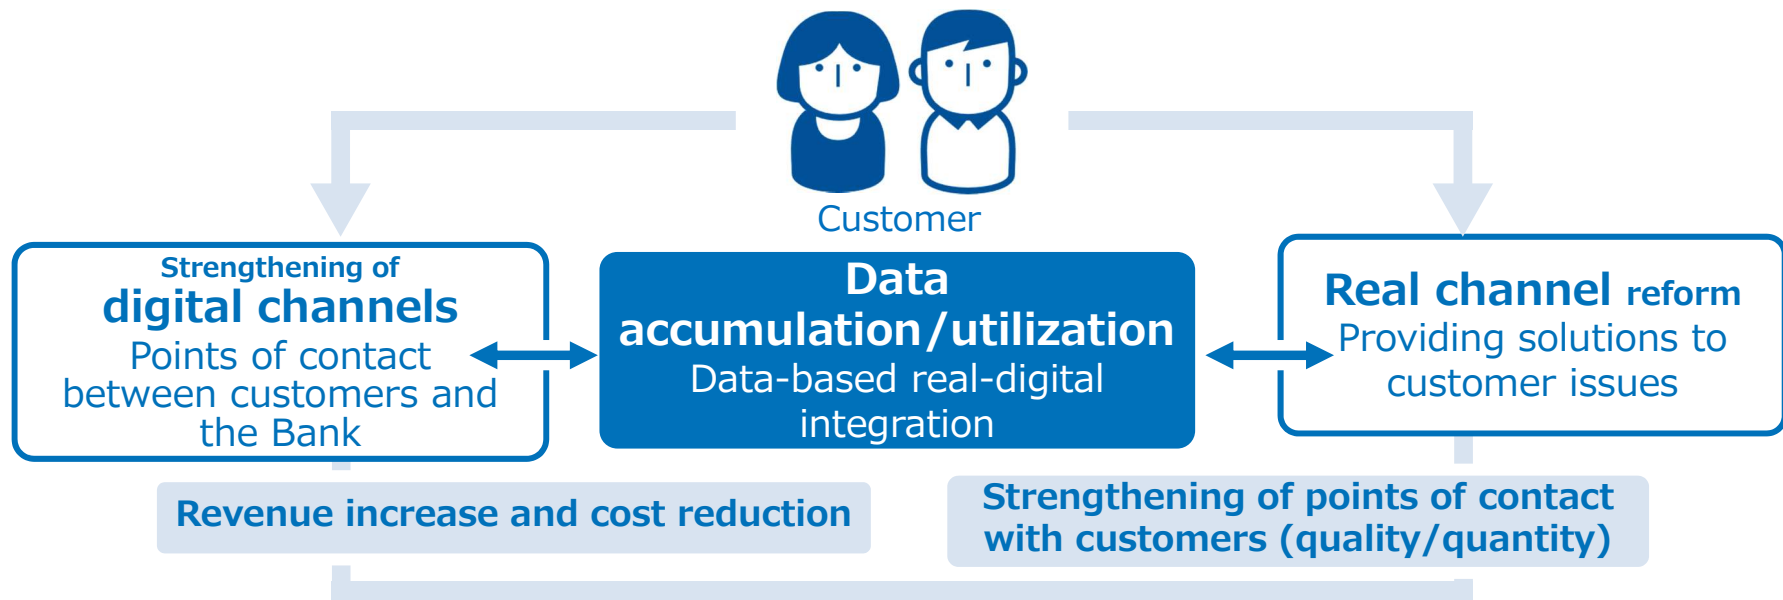 Customer
Strengthening of
digital channels
Points of contact
between customers and
the Bank
Data
accumulation/utilization
Data-based real-digital
integration
Real channel reform
Providing solutions to
customer issues
Revenue increase and cost reduction
Strengthening of points of contact
with customers (quality/quantity)